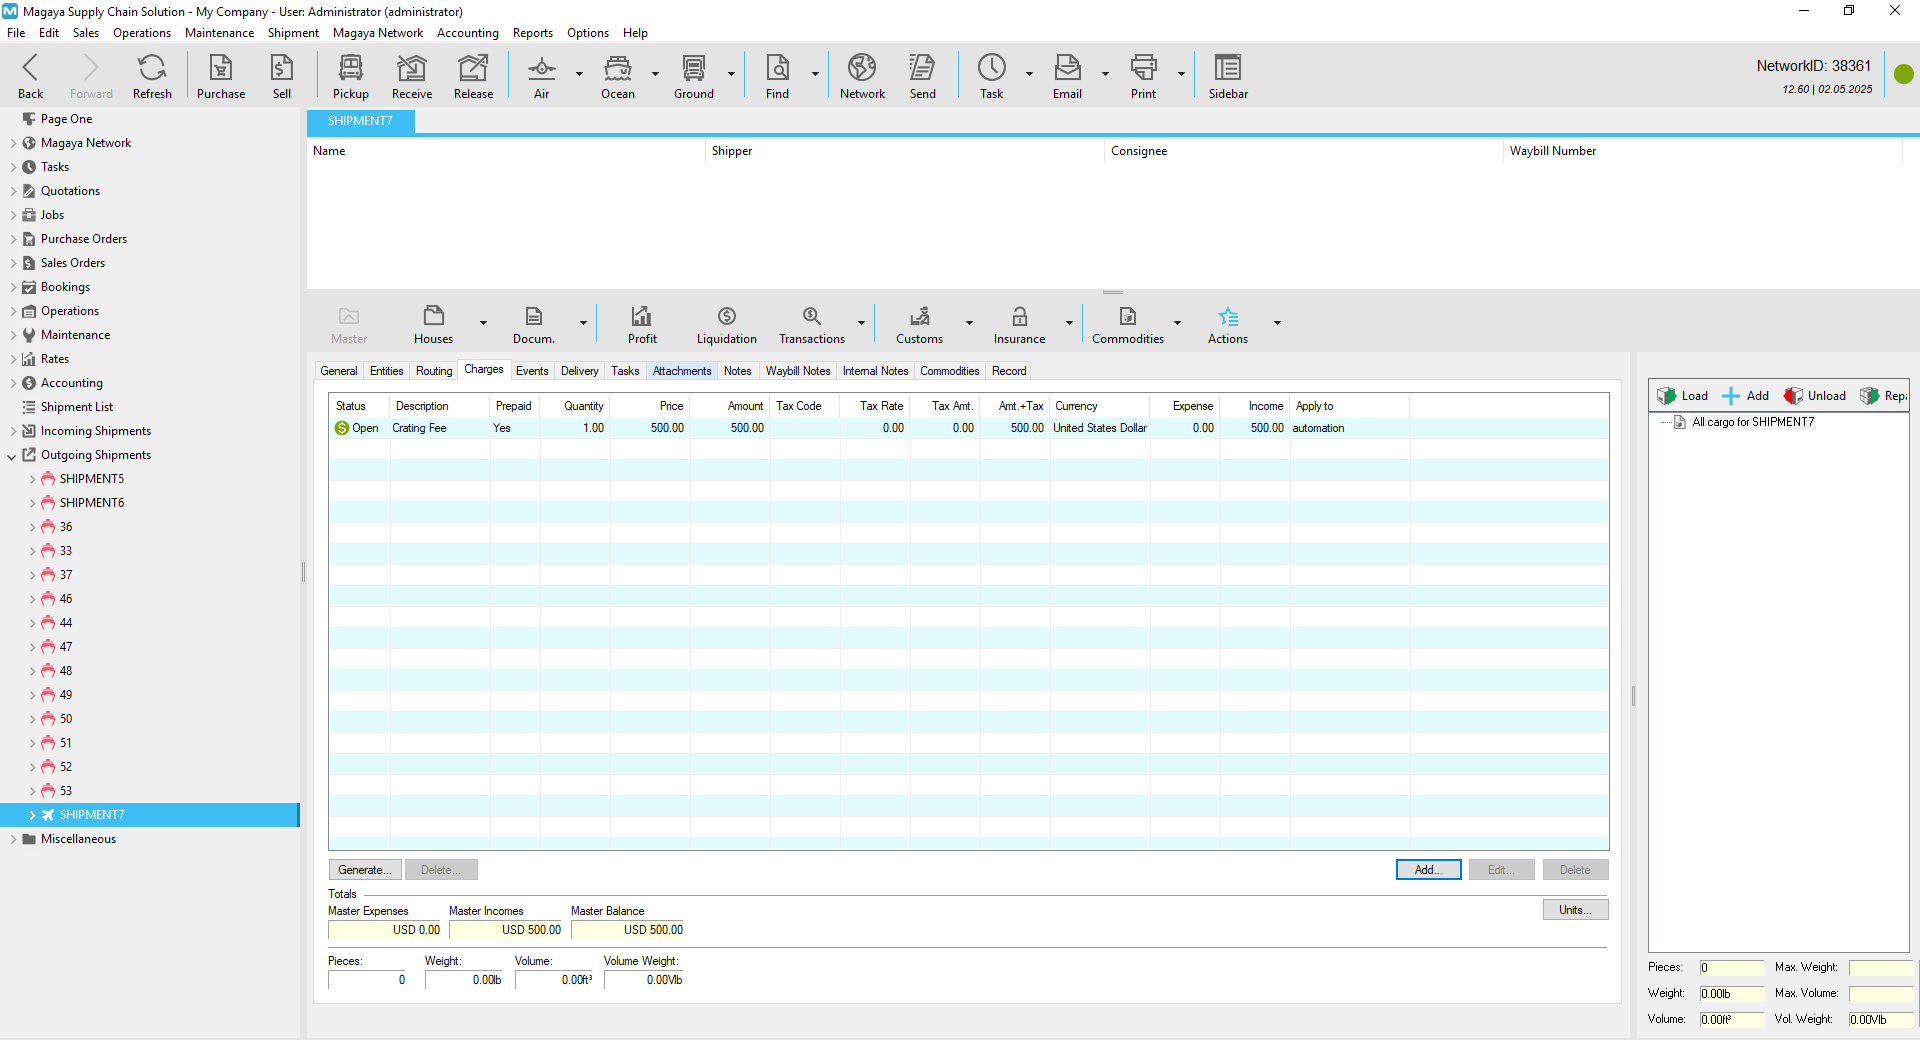 Magaya Supply Chain Solution - My Company - User: Administrator (administrator)
File Edit Sales Operations Maintenance Shipment Magaya Network Accounting Reports Options Help
Back Forward Refresh Purchase Sell Pickup Receive Release Air Ocean Ground Find Network Send Task Email Print Sidebar
NetworkID: 38361
12.60 | 02.05.2025
Page One
Magaya Network
Tasks
Quotations
Jobs
Purchase Orders
Sales Orders
Bookings
Operations
Maintenance
Rates
Accounting
Shipment List
Incoming Shipments
Outgoing Shipments
SHIPMENT5
SHIPMENT6
36
33
37
46
44
47
48
49
50
51
52
53
SHIPMENT7
Miscellaneous
SHIPMENT7
Name Shipper Consignee Waybill Number
Master Houses Docum. Profit Liquidation Transactions Customs Insurance Commodities Actions
General Entities Routing Charges Events Delivery Tasks Attachments Notes Waybill Notes Internal Notes Commodities Record
Status Description Prepaid Quantity Price Amount Tax Code Tax Rate Tax Amt. Amt.+Tax Currency Expense Income Apply to
Open Crating Fee Yes 1.00 500.00 500.00 0.00 0.00 500.00 United States Dollar 0.00 500.00 automation
Generate... Delete... Add... Edit... Delete
Totals
Units...
Master Expenses Master Incomes Master Balance
USD 0.00 USD 500.00 USD 500.00
Pieces: Weight: Volume: Volume Weight:
0 0.00lb 0.00ft³ 0.00Vlb
Load Add Unload Repa
All cargo for SHIPMENT7
Pieces: 0 Max. Weight:
Weight: 0.00lb Max. Volume:
Volume: 0.00ft³ Vol. Weight: 0.00Vlb